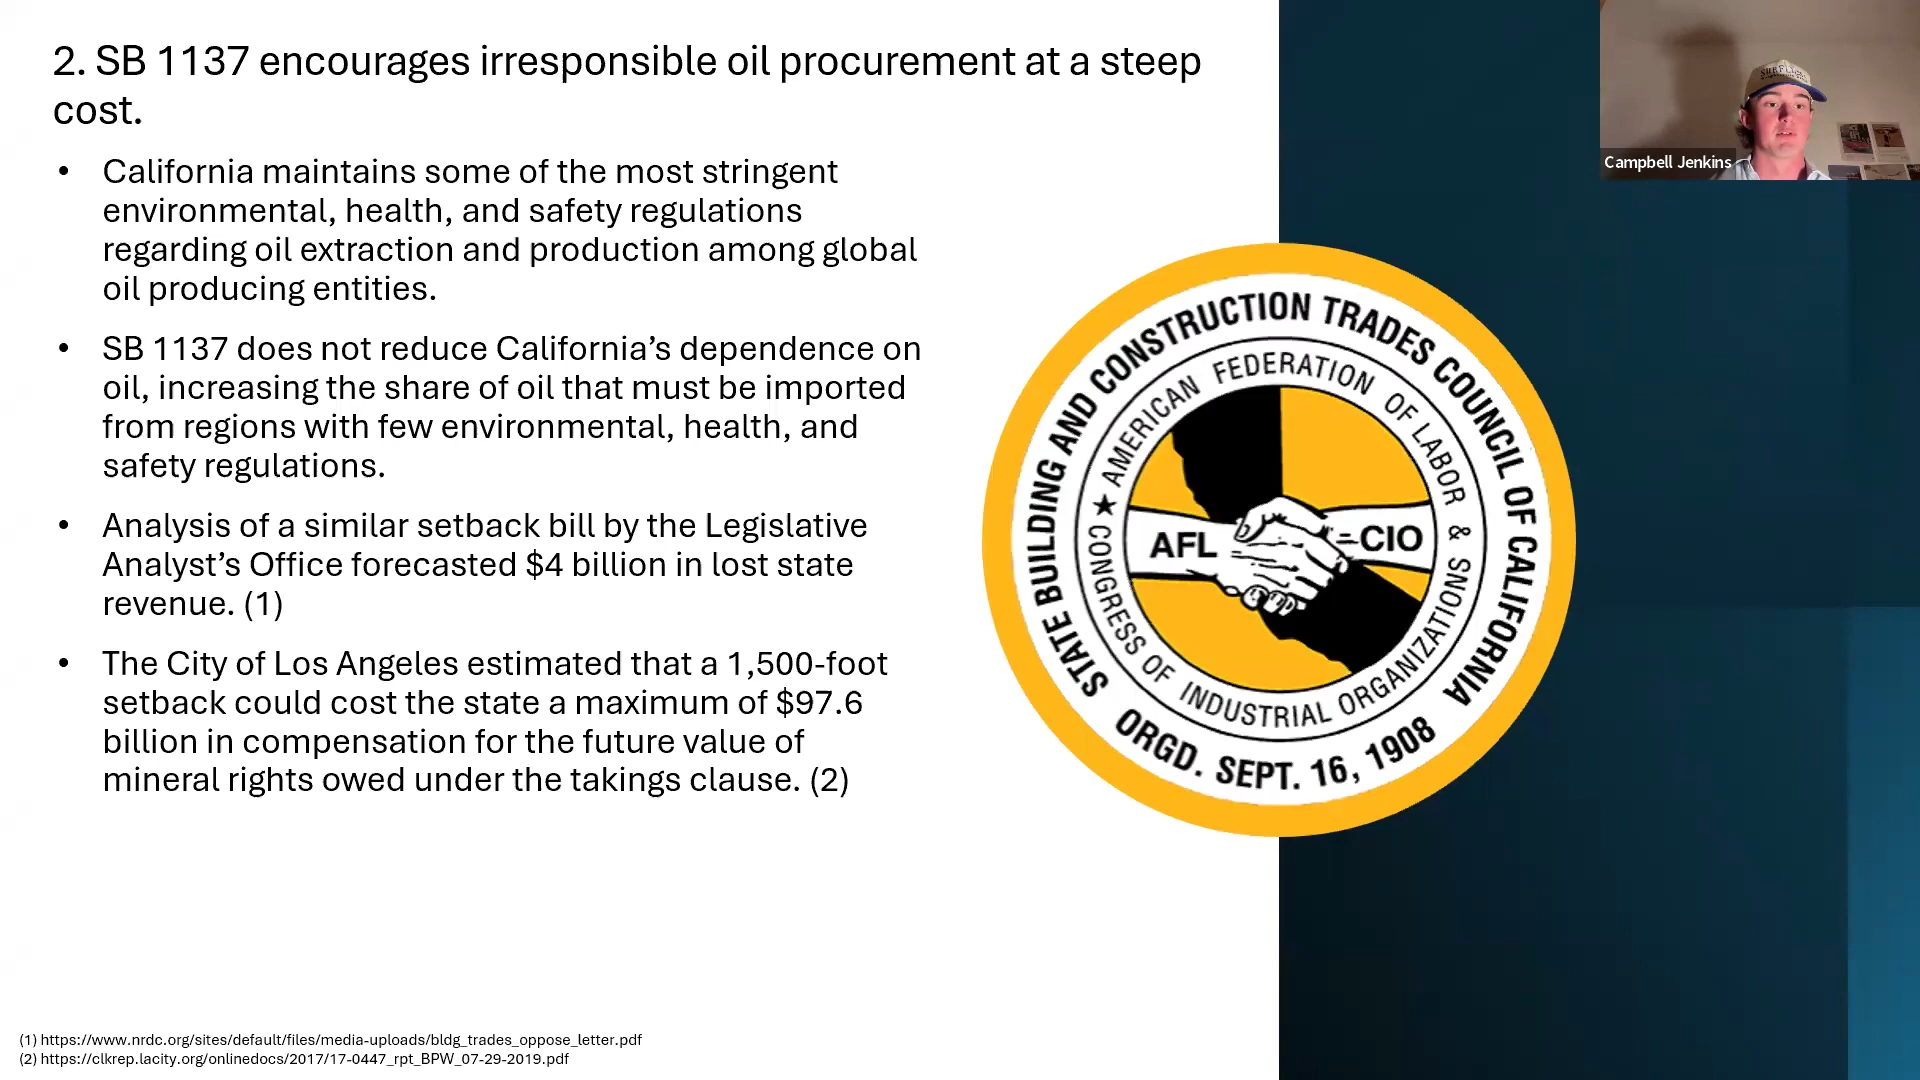 2. SB 1137 encourages irresponsible oil procurement at a steep
cost.
• California maintains some of the most stringent
environmental, health, and safety regulations
regarding oil extraction and production among global
oil producing entities.
• SB 1137 does not reduce California’s dependence on
oil, increasing the share of oil that must be imported
from regions with few environmental, health, and
safety regulations.
• Analysis of a similar setback bill by the Legislative
Analyst’s Office forecasted $4 billion in lost state
revenue. (1)
• The City of Los Angeles estimated that a 1,500-foot
setback could cost the state a maximum of $97.6
billion in compensation for the future value of
mineral rights owed under the takings clause. (2)
STATE BUILDING AND CONSTRUCTION TRADES COUNCIL OF CALIFORNIA
AMERICAN FEDERATION OF LABOR &
★ CONGRESS OF INDUSTRIAL ORGANIZATIONS
AFL CIO
ORGD. SEPT. 16, 1908
Campbell Jenkins
(1) https://www.nrdc.org/sites/default/files/media-uploads/bldg_trades_oppose_letter.pdf
(2) https://clkrep.lacity.org/onlinedocs/2017/17-0447_rpt_BPW_07-29-2019.pdf